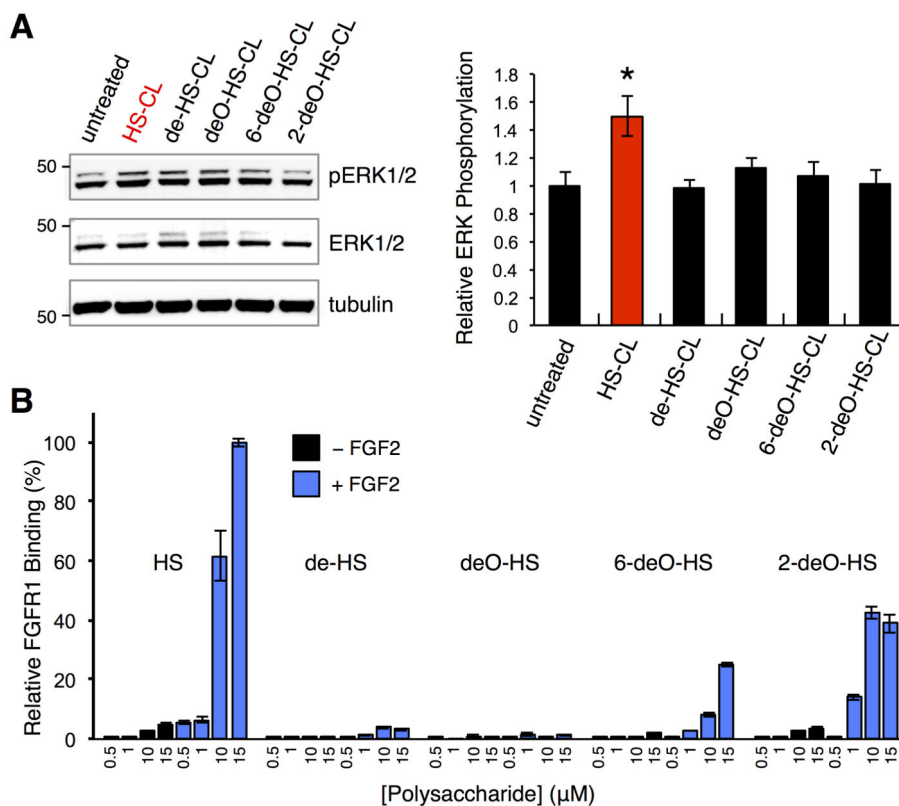 A
untreated
HS-CL
de-HS-CL
deO-HS-CL
6-deO-HS-CL
2-deO-HS-CL
50
pERK1/2
50
ERK1/2
50
tubulin
Relative ERK Phosphorylation
1.8
1.6
1.4
1.2
1
0.8
0.6
0.4
0.2
0
*
untreated
HS-CL
de-HS-CL
deO-HS-CL
6-deO-HS-CL
2-deO-HS-CL
B
Relative FGFR1 Binding (%)
100
80
60
40
20
0
– FGF2
+ FGF2
HS
de-HS
deO-HS
6-deO-HS
2-deO-HS
0.5 1 10 15 0.5 1 10 15 0.5 1 10 15 0.5 1 10 15 0.5 1 10 15 0.5 1 10 15 0.5 1 10 15 0.5 1 10 15 0.5 1 10 15 0.5 1 10 15
[Polysaccharide] (μM)